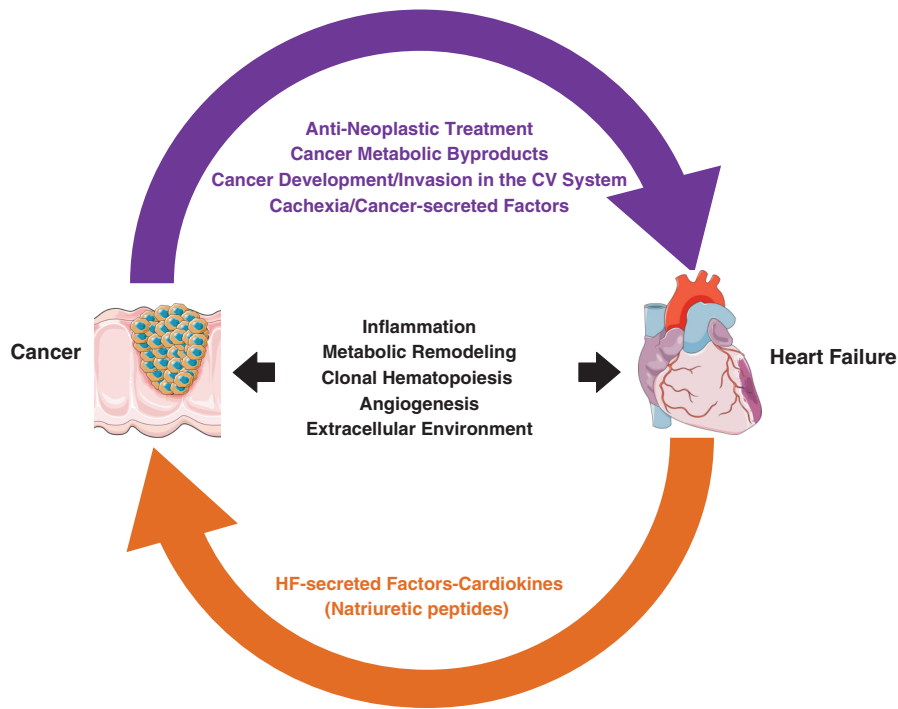 Anti-Neoplastic Treatment
Cancer Metabolic Byproducts
Cancer Development/Invasion in the CV System
Cachexia/Cancer-secreted Factors
Cancer
Inflammation
Metabolic Remodeling
Clonal Hematopoiesis
Angiogenesis
Extracellular Environment
Heart Failure
HF-secreted Factors-Cardiokines
(Natriuretic peptides)